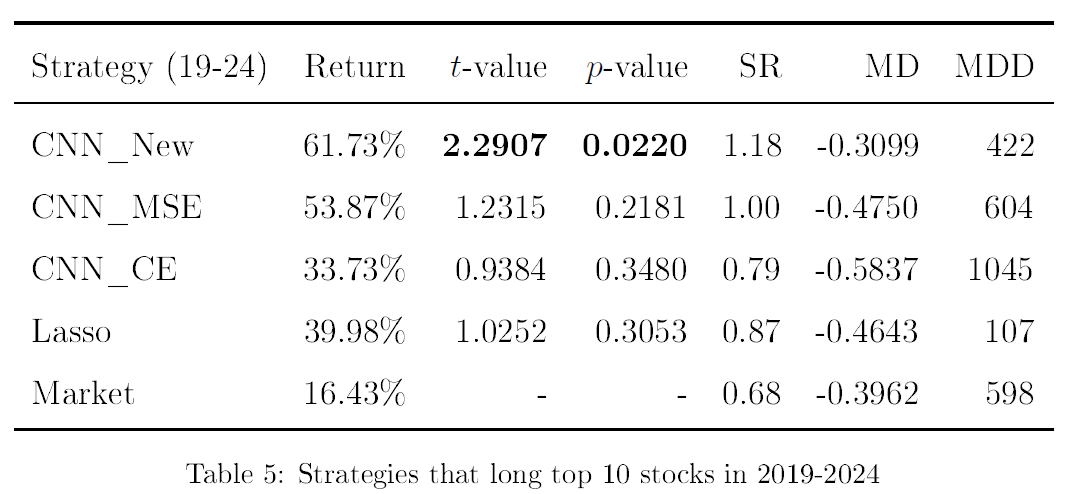 Strategy (19-24) Return t-value p-value SR MD MDD
CNN_New 61.73% 2.2907 0.0220 1.18 -0.3099 422
CNN_MSE 53.87% 1.2315 0.2181 1.00 -0.4750 604
CNN_CE 33.73% 0.9384 0.3480 0.79 -0.5837 1045
Lasso 39.98% 1.0252 0.3053 0.87 -0.4643 107
Market 16.43% - - 0.68 -0.3962 598
Table 5: Strategies that long top 10 stocks in 2019-2024